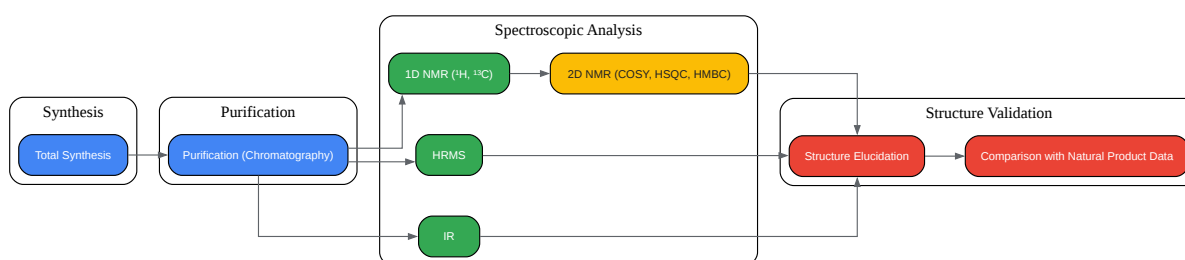 Spectroscopic Analysis
1D NMR (¹H, ¹³C)
2D NMR (COSY, HSQC, HMBC)
Synthesis
Purification
Structure Validation
Total Synthesis
Purification (Chromatography)
HRMS
Structure Elucidation
Comparison with Natural Product Data
IR